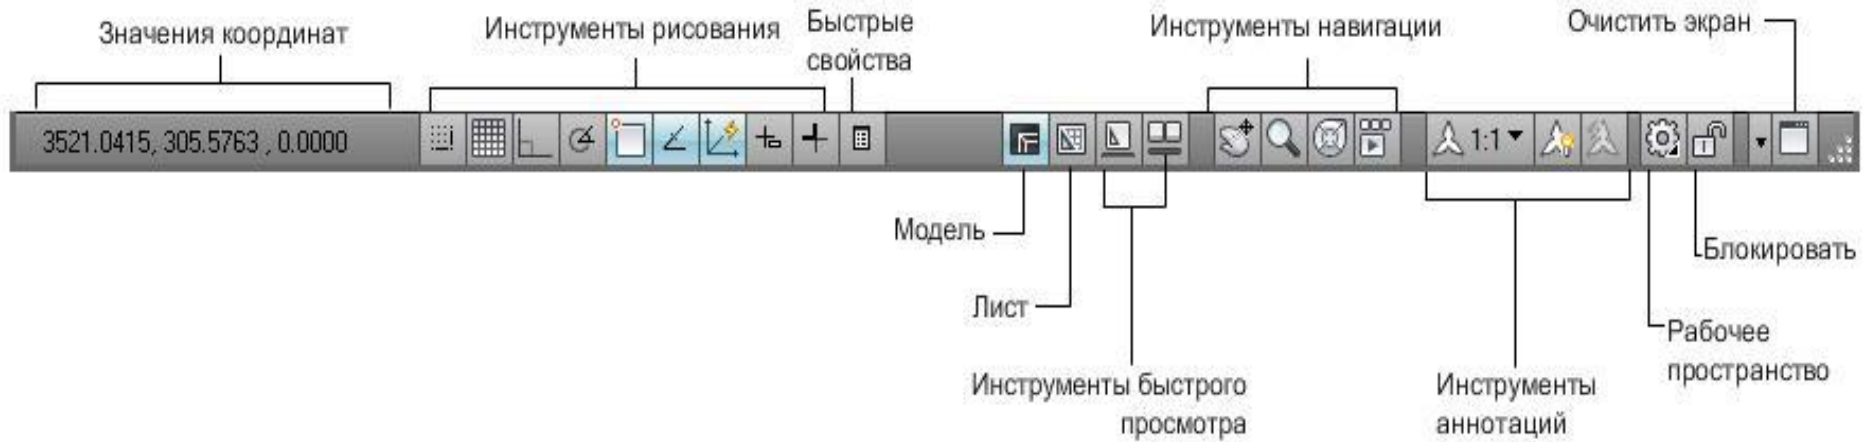 Значения координат
Инструменты рисования
Быстрые
свойства
Инструменты навигации
Очистить экран
3521.0415, 305.5763 , 0.0000
1:1
Модель
Лист
Инструменты быстрого
просмотра
Инструменты
аннотаций
Рабочее
пространство
Блокировать